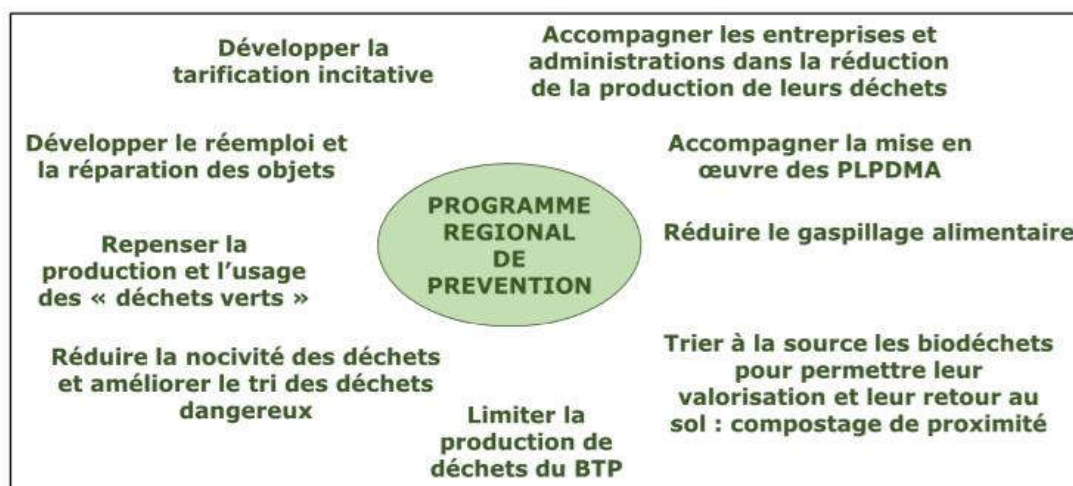 Développer la
tarification incitative
Accompagner les entreprises et
administrations dans la réduction
de la production de leurs déchets
Développer le réemploi et
la réparation des objets
Accompagner la mise en
œuvre des PLPDMA
PROGRAMME
REGIONAL
DE
PREVENTION
Repenser la
production et l'usage
des « déchets verts »
Réduire le gaspillage alimentaire
Réduire la nocivité des déchets
et améliorer le tri des déchets
dangereux
Limiter la
production de
déchets du BTP
Trier à la source les biodéchets
pour permettre leur
valorisation et leur retour au
sol : compostage de proximité